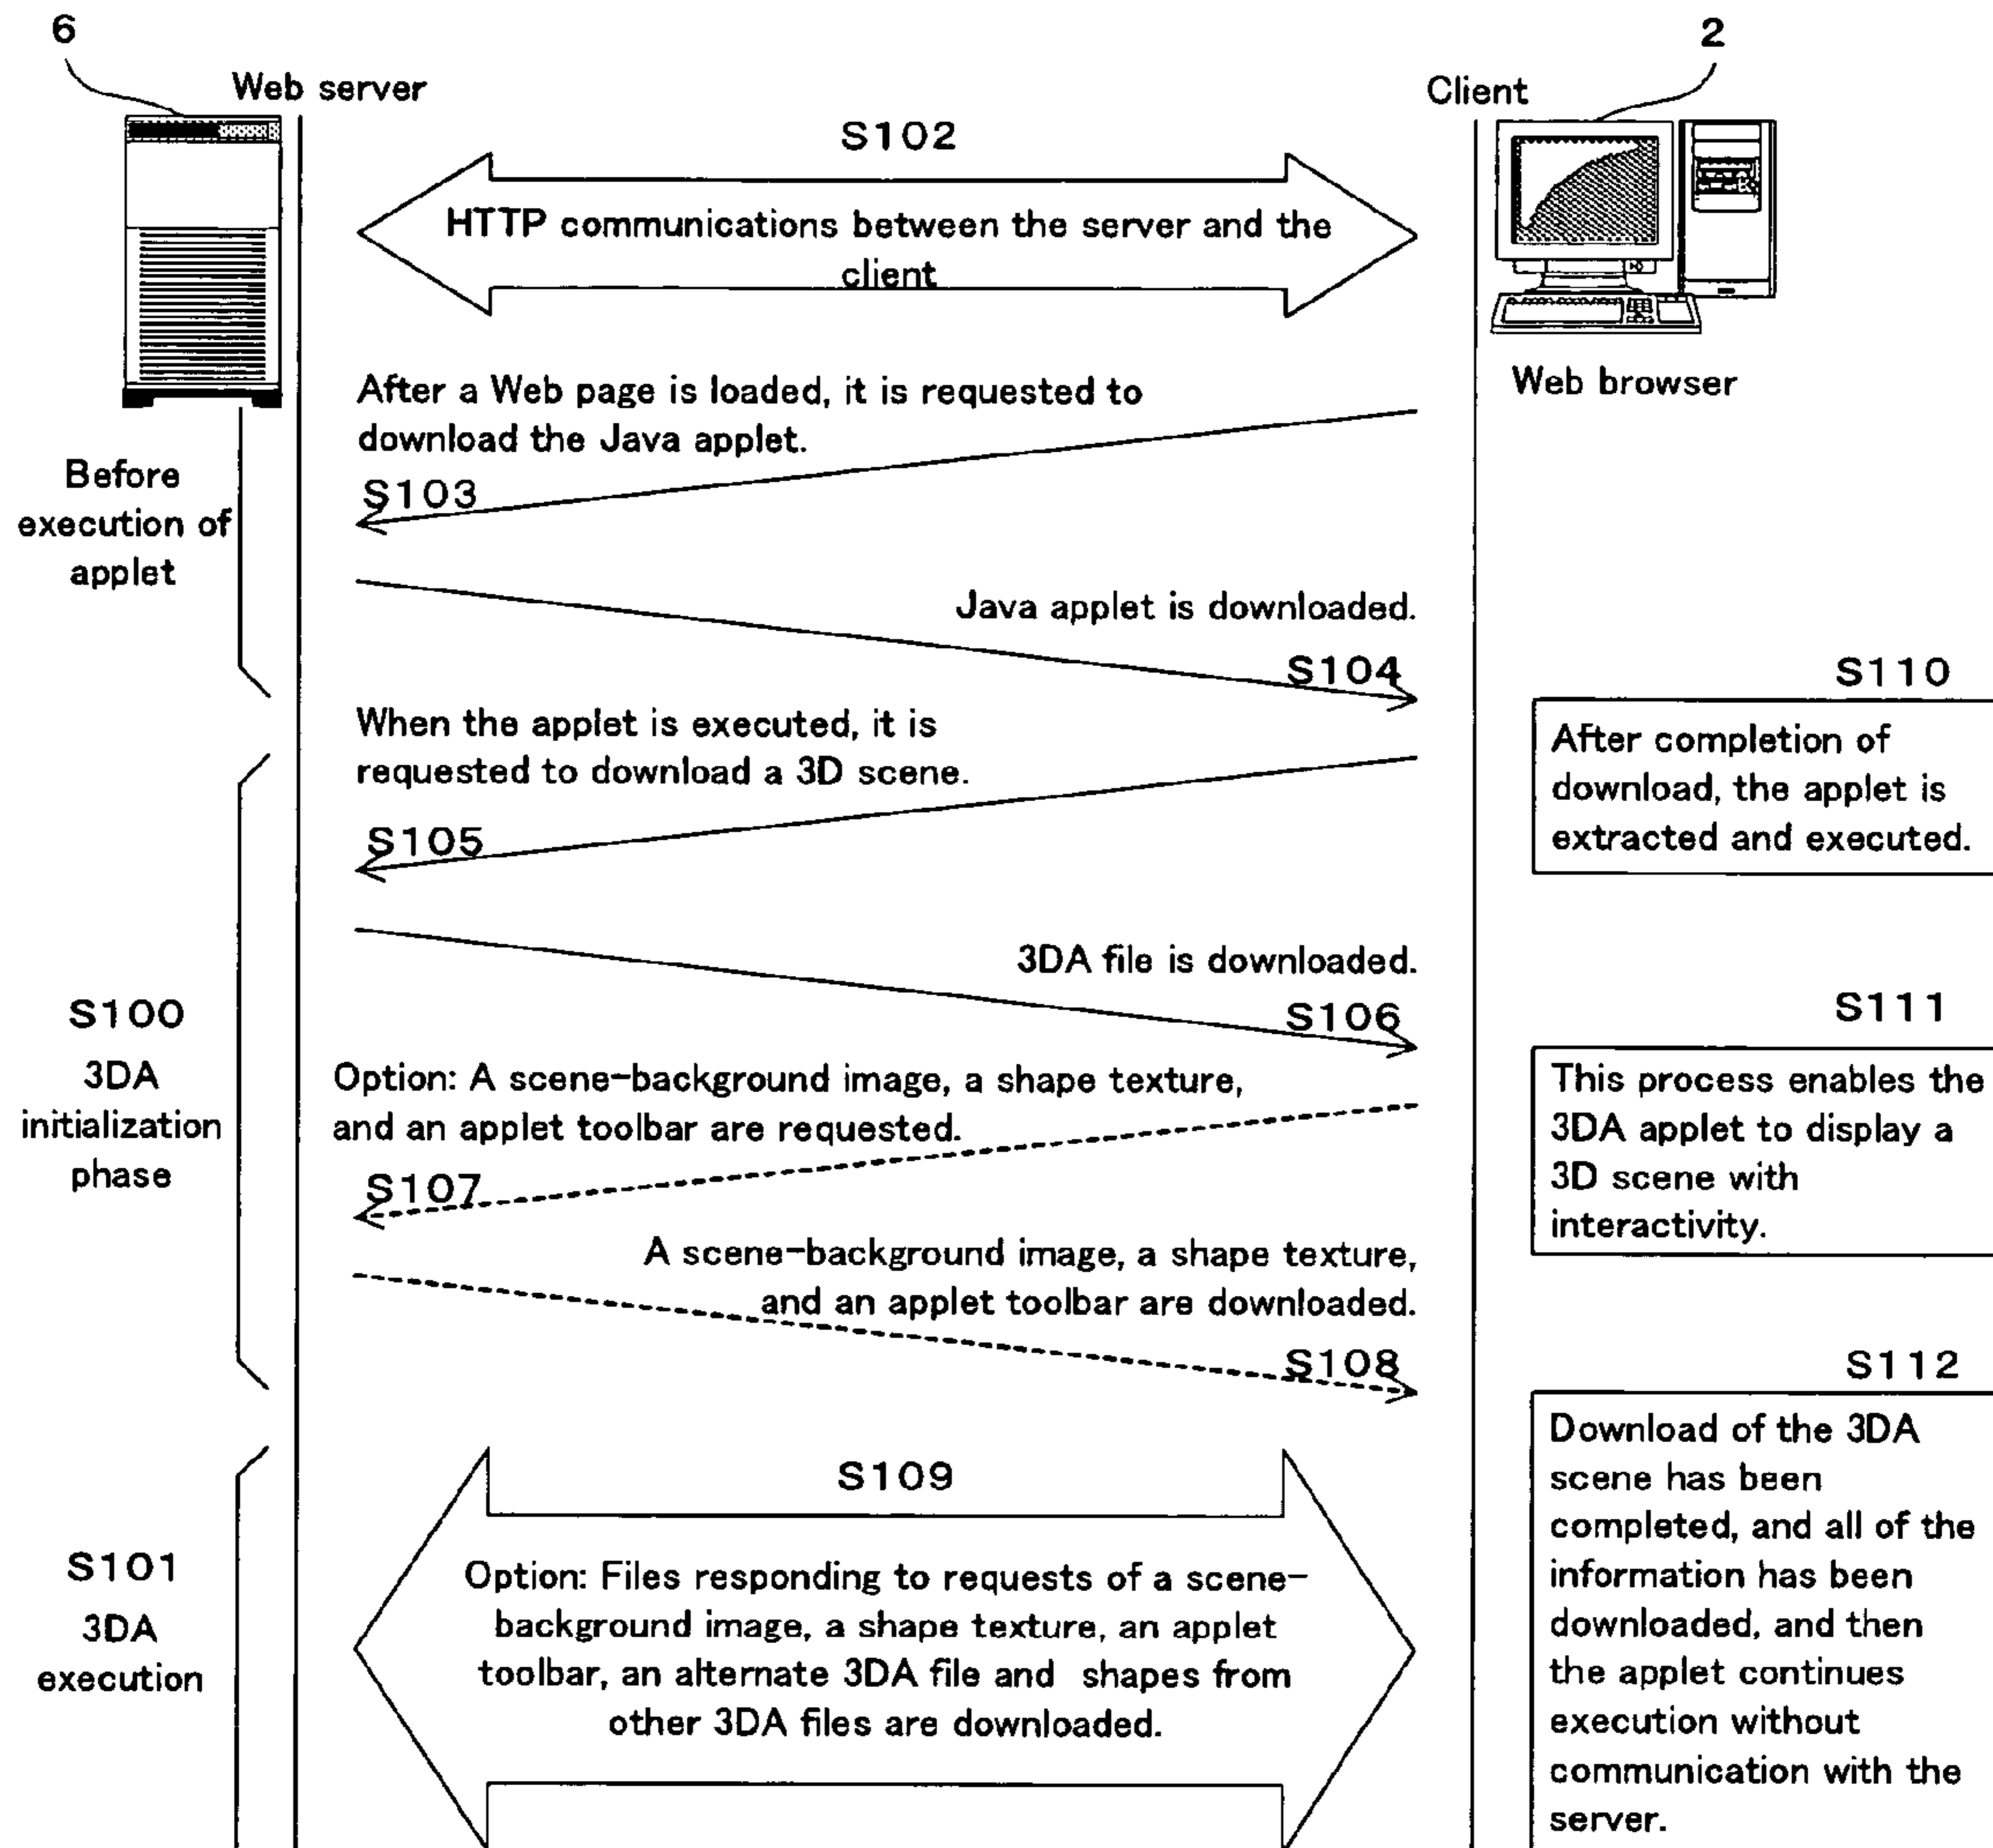 6
2
Web server
Client
S102
HTTP communications between the server and the
client
Web browser
After a Web page is loaded, it is requested to
download the Java applet.
S103
Before
execution of
applet
Java applet is downloaded.
S104
S110
After completion of
download, the applet is
extracted and executed.
When the applet is executed, it is
requested to download a 3D scene.
S105
3DA file is downloaded.
S106
S100
3DA
initialization
phase
S111
This process enables the
3DA applet to display a
3D scene with
interactivity.
Option: A scene-background image, a shape texture,
and an applet toolbar are requested.
S107
A scene-background image, a shape texture,
and an applet toolbar are downloaded.
S108
S112
Download of the 3DA
scene has been
completed, and all of the
information has been
downloaded, and then
the applet continues
execution without
communication with the
server.
S109
Option: Files responding to requests of a scene-
background image, a shape texture, an applet
toolbar, an alternate 3DA file and shapes from
other 3DA files are downloaded.
S101
3DA
execution